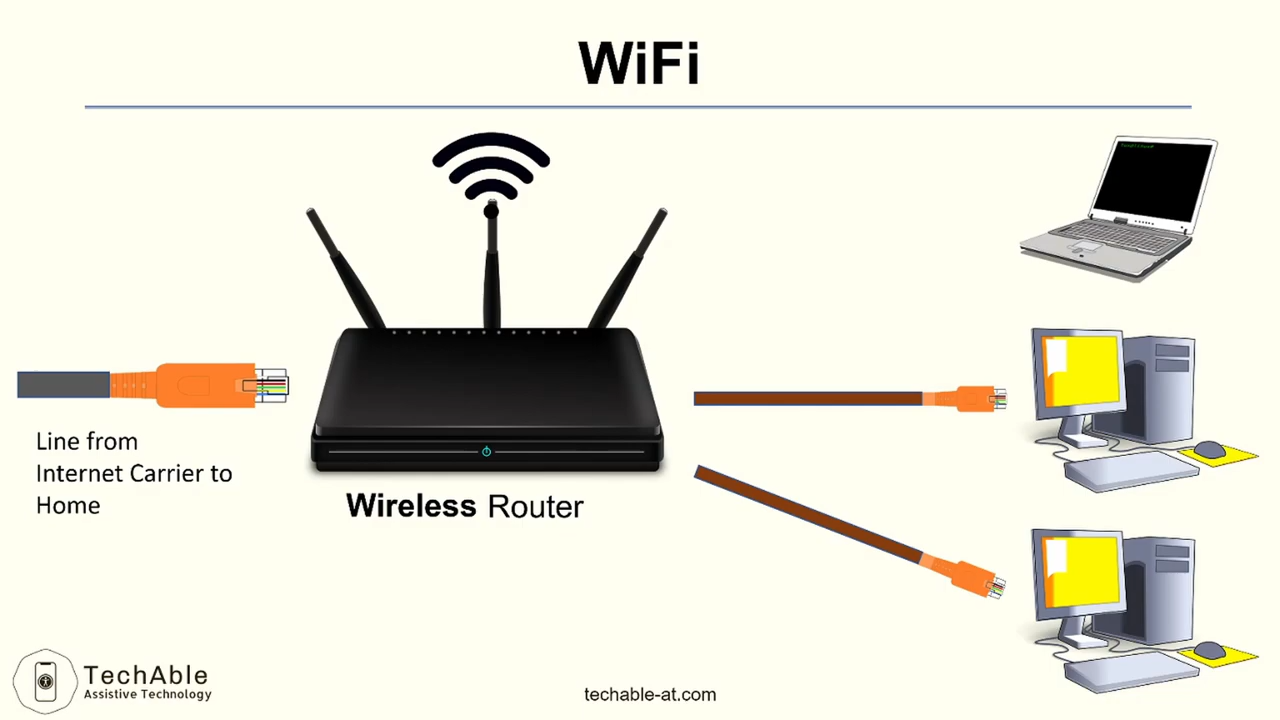 WiFi
Line from
Internet Carrier to
Home
Wireless Router
TechAble
Assistive Technology
techable-at.com